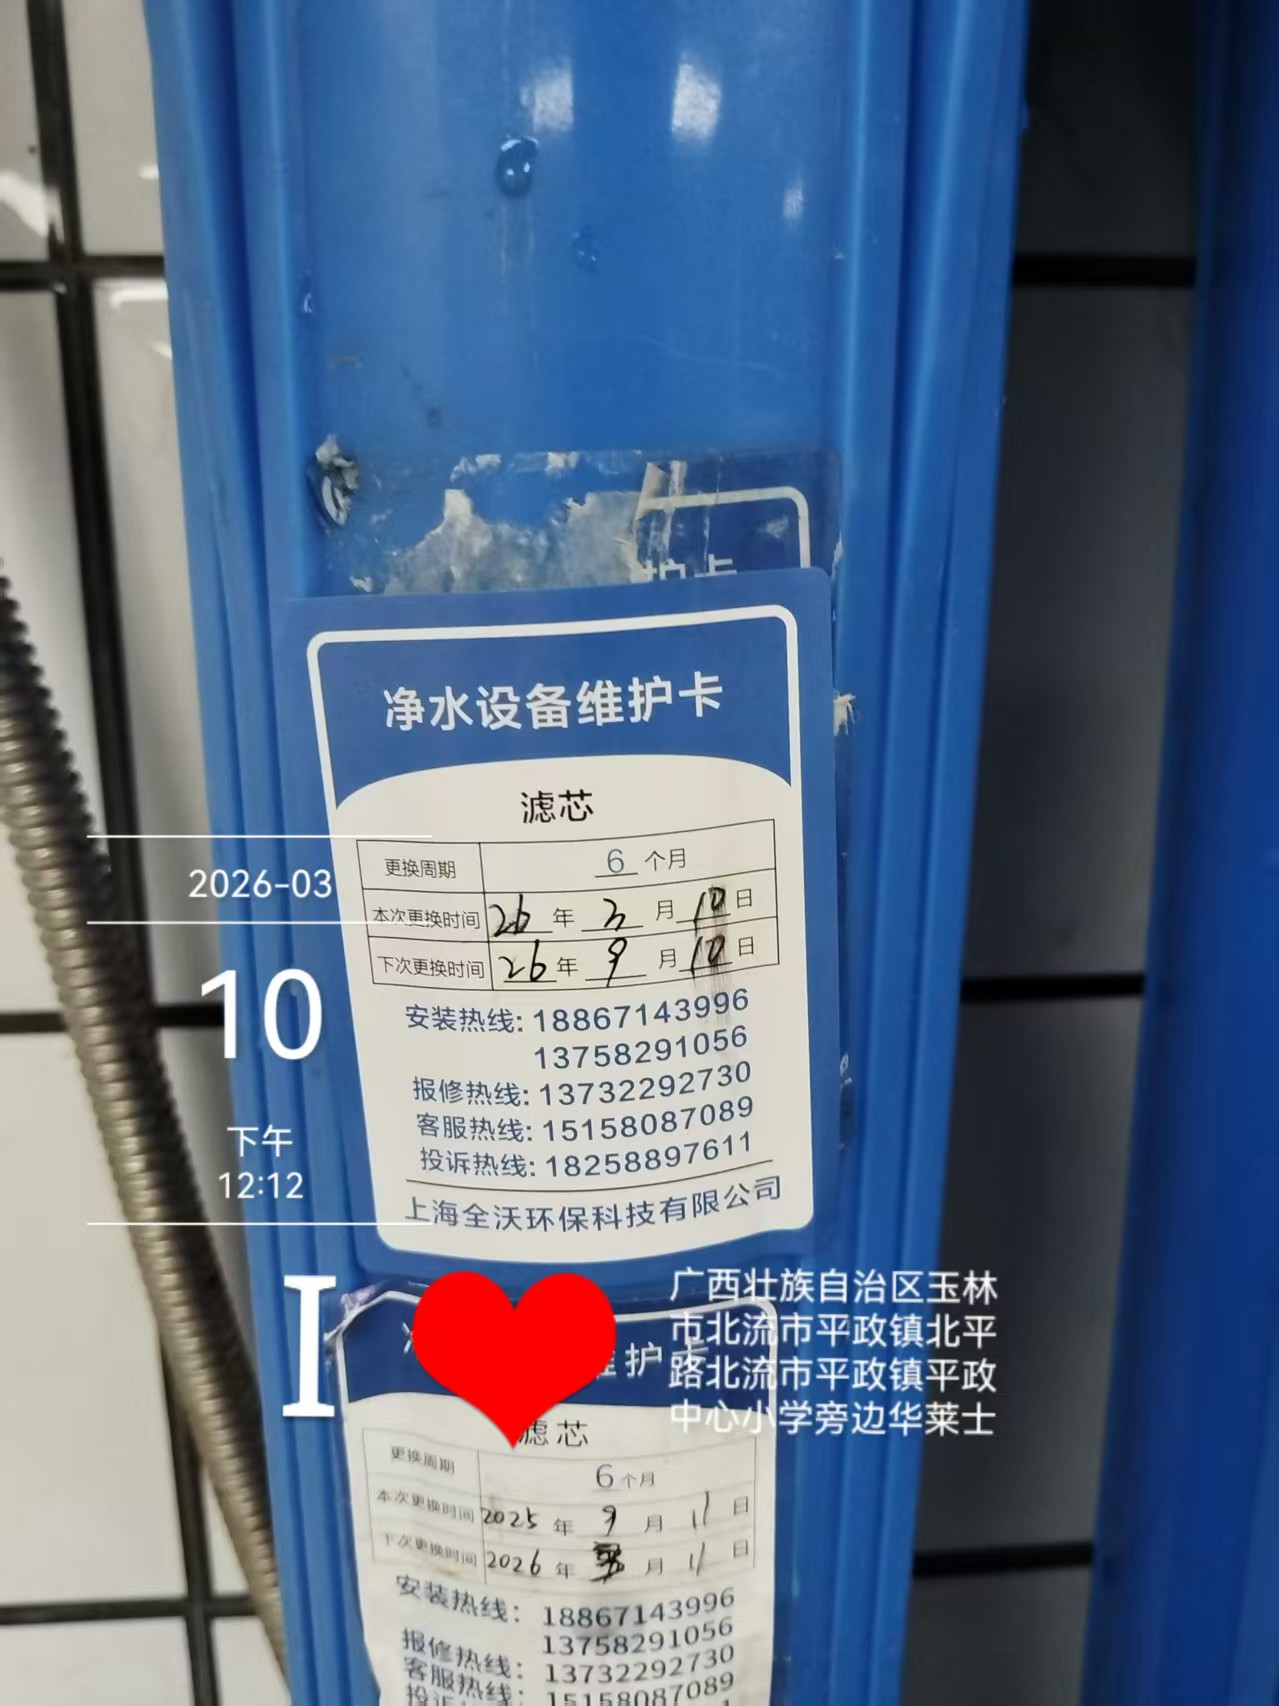 护卡
净水设备维护卡
滤芯
更换周期 6 个月
本次更换时间 26 年 3 月 10 日
下次更换时间 26 年 9 月 10 日
安装热线: 18867143996
13758291056
报修热线: 13732292730
客服热线: 15158087089
投诉热线: 18258897611
上海全沃环保科技有限公司
2026-03
10
下午
12:12
I
广西壮族自治区玉林
市北流市平政镇北平
路北流市平政镇平政
中心小学旁边华莱士
维护卡
滤芯
更换周期 6 个月
本次更换时间 2025 年 9 月 11 日
下次更换时间 2026 年 月 11 日
安装热线: 18867143996
13758291056
报修热线: 13732292730
客服热线: 15158087089
投诉